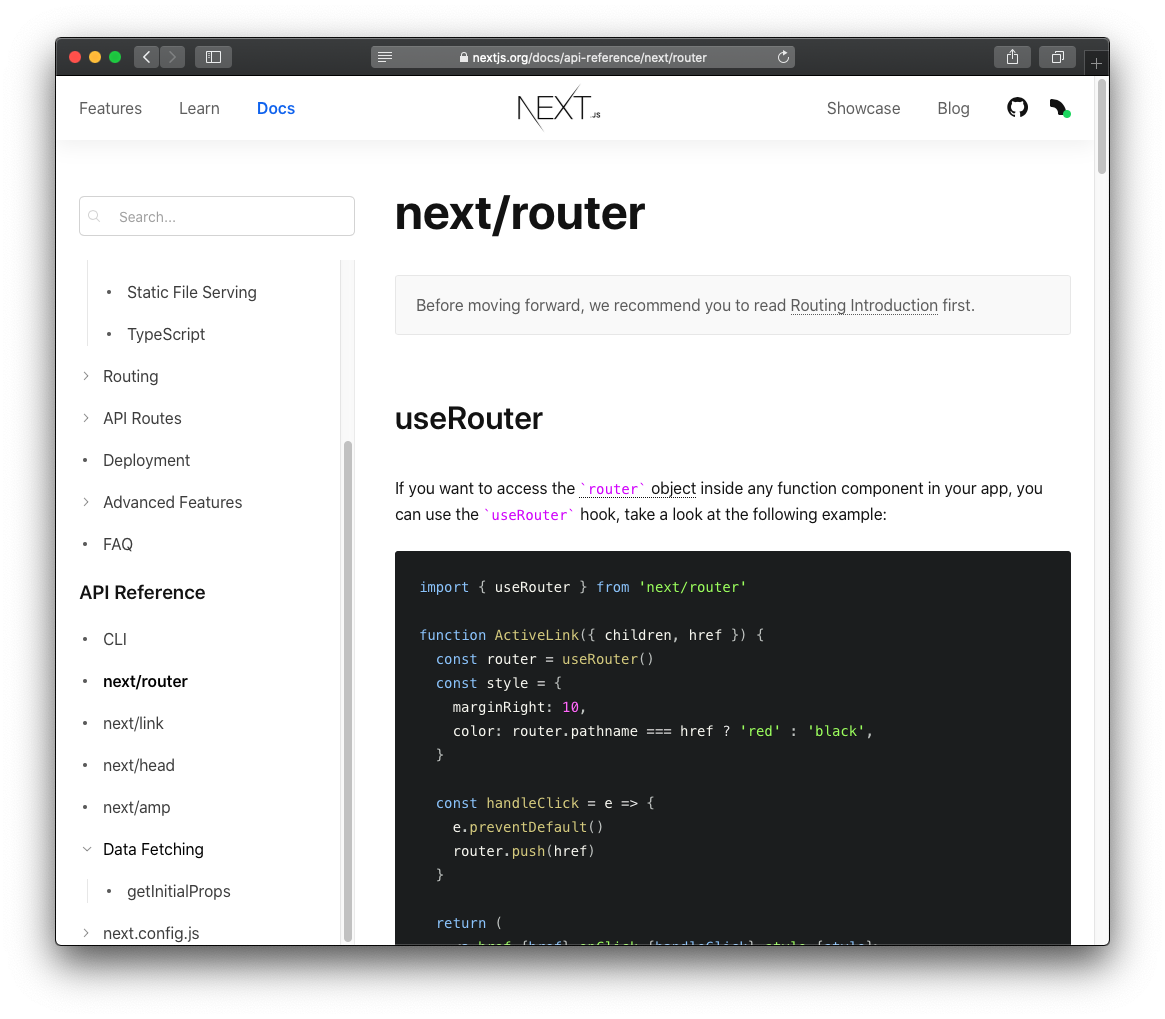 nextjs.org/docs/api-reference/next/router
Features
Learn
Docs
NEXT.JS
Showcase
Blog
Search...
Static File Serving
TypeScript
Routing
API Routes
Deployment
Advanced Features
FAQ
API Reference
CLI
next/router
next/link
next/head
next/amp
Data Fetching
getInitialProps
next.config.js
next/router
Before moving forward, we recommend you to read Routing Introduction first.
useRouter
If you want to access the `router` object inside any function component in your app, you
can use the `useRouter` hook, take a look at the following example:
import { useRouter } from 'next/router'
function ActiveLink({ children, href }) {
const router = useRouter()
const style = {
marginRight: 10,
color: router.pathname === href ? 'red' : 'black',
}
const handleClick = e => {
e.preventDefault()
router.push(href)
}
return (